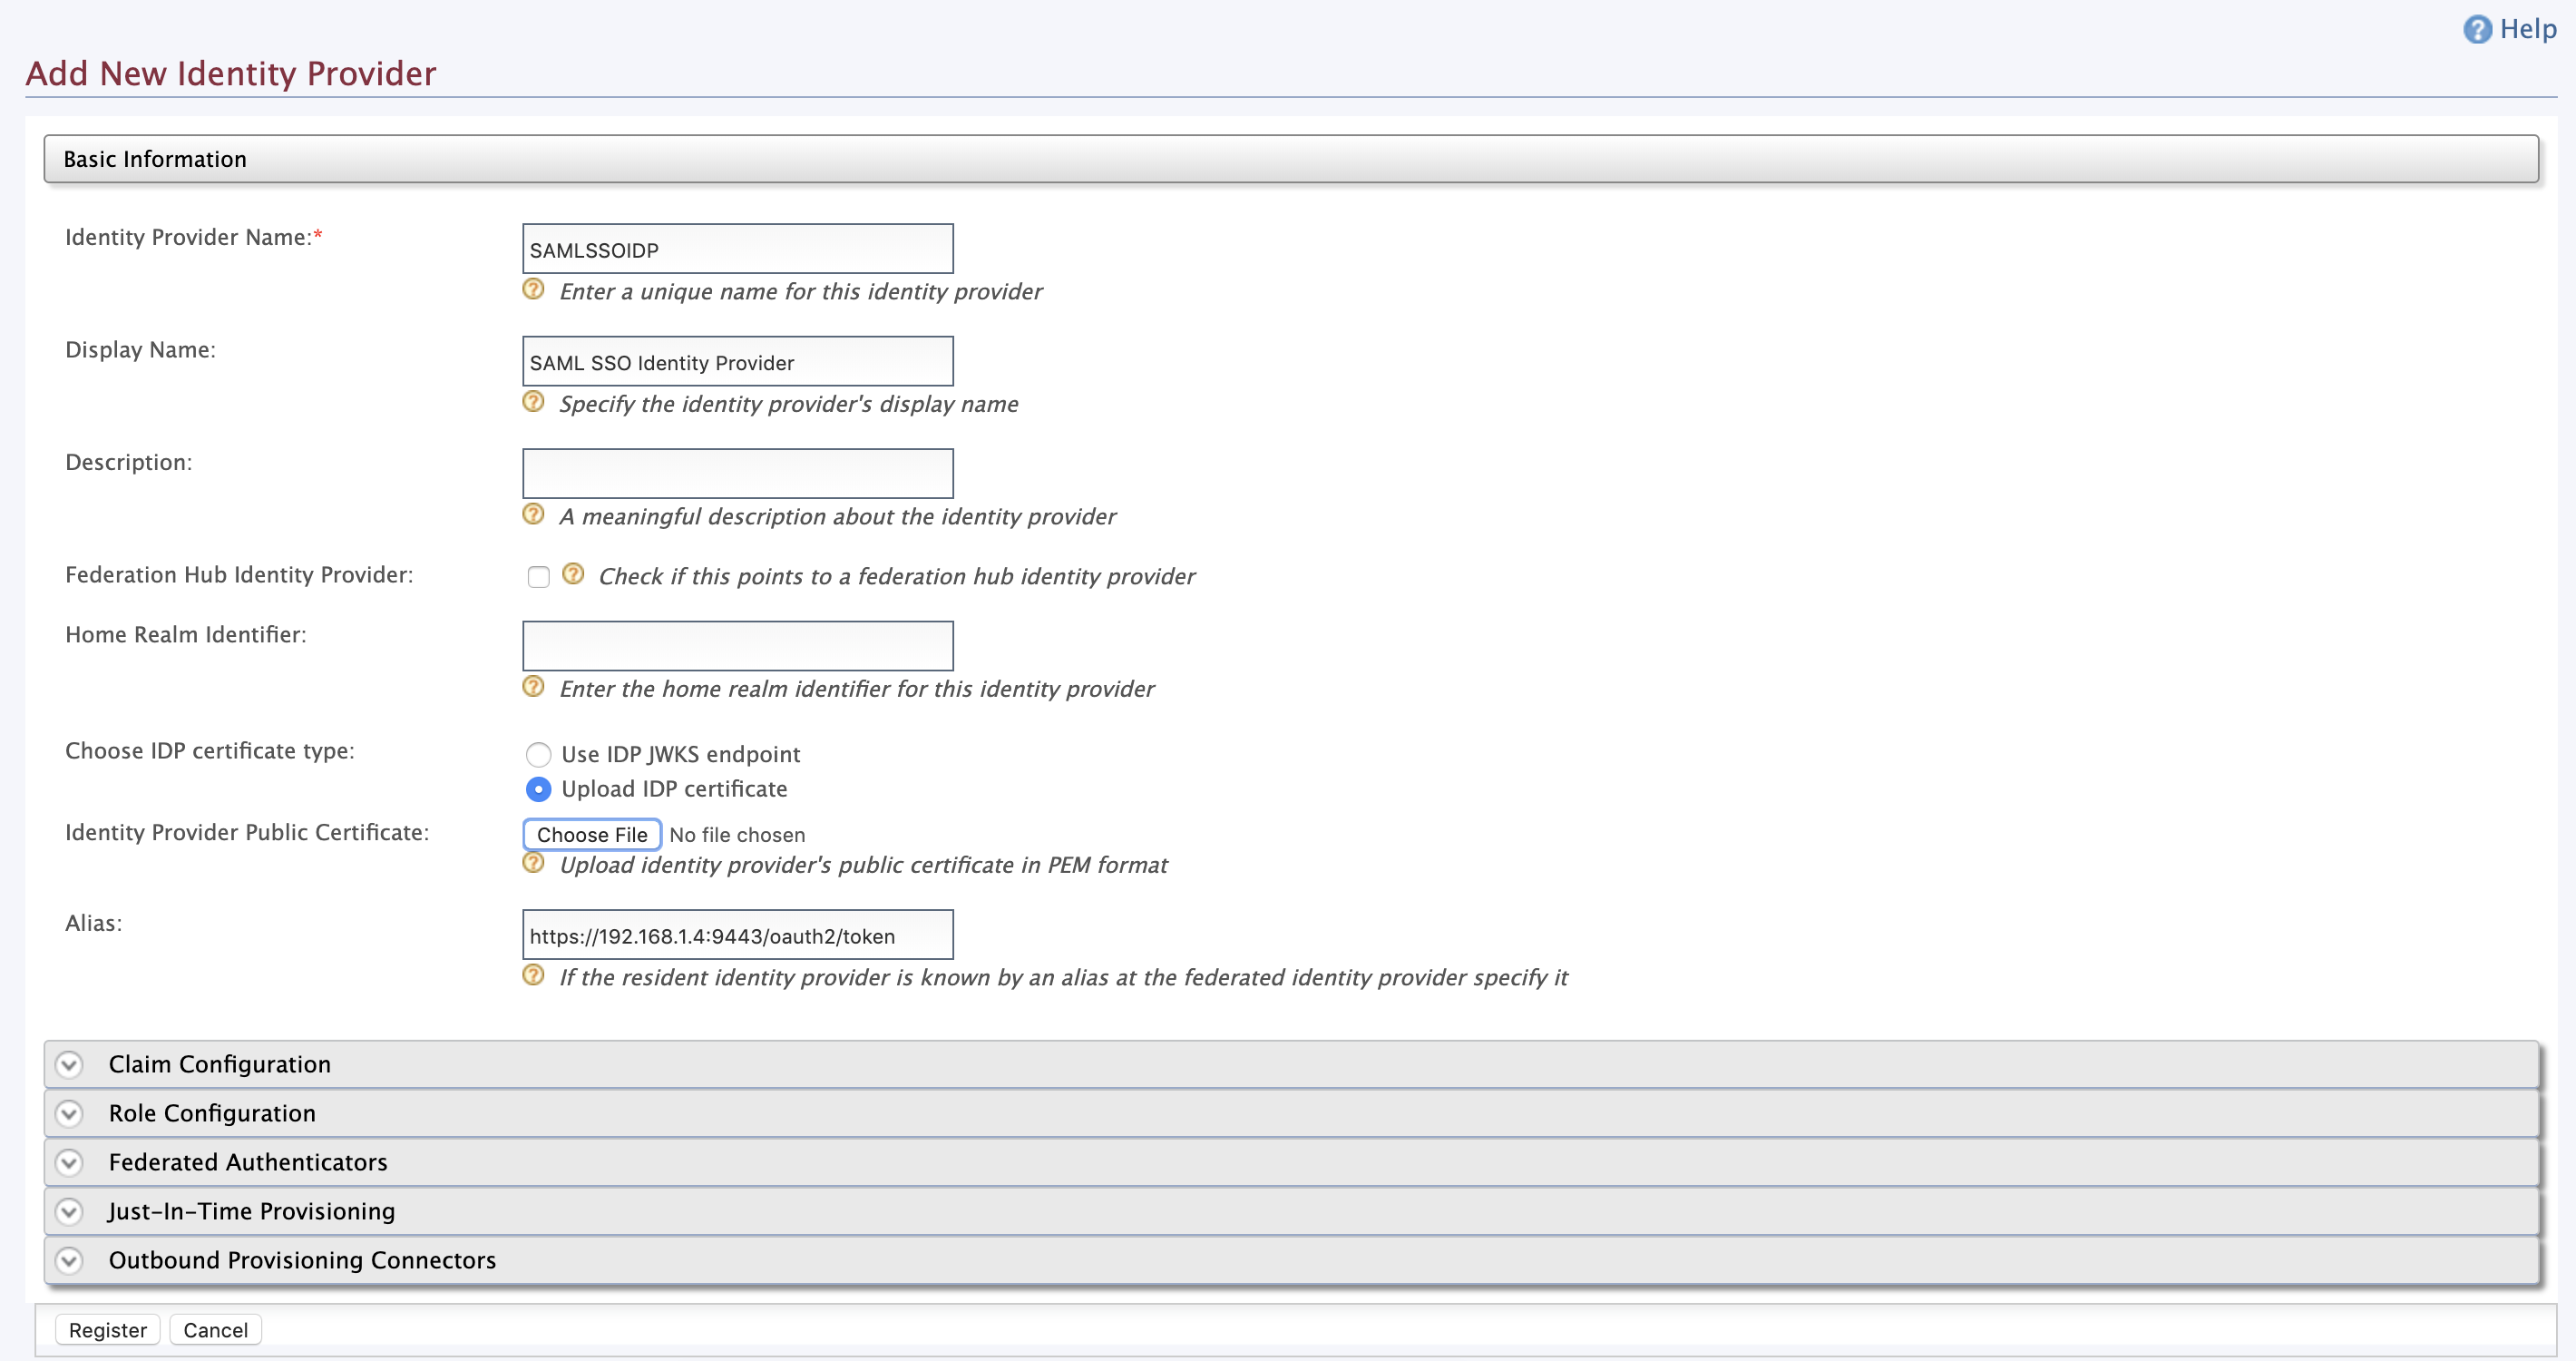 Help
Add New Identity Provider
Basic Information
Identity Provider Name:*
SAMLSSOIDP
Enter a unique name for this identity provider
Display Name:
SAML SSO Identity Provider
Specify the identity provider's display name
Description:
A meaningful description about the identity provider
Federation Hub Identity Provider:
Check if this points to a federation hub identity provider
Home Realm Identifier:
Enter the home realm identifier for this identity provider
Choose IDP certificate type:
Use IDP JWKS endpoint
Upload IDP certificate
Identity Provider Public Certificate:
Choose File No file chosen
Upload identity provider's public certificate in PEM format
Alias:
https://192.168.1.4:9443/oauth2/token
If the resident identity provider is known by an alias at the federated identity provider specify it
Claim Configuration
Role Configuration
Federated Authenticators
Just-In-Time Provisioning
Outbound Provisioning Connectors
Register Cancel